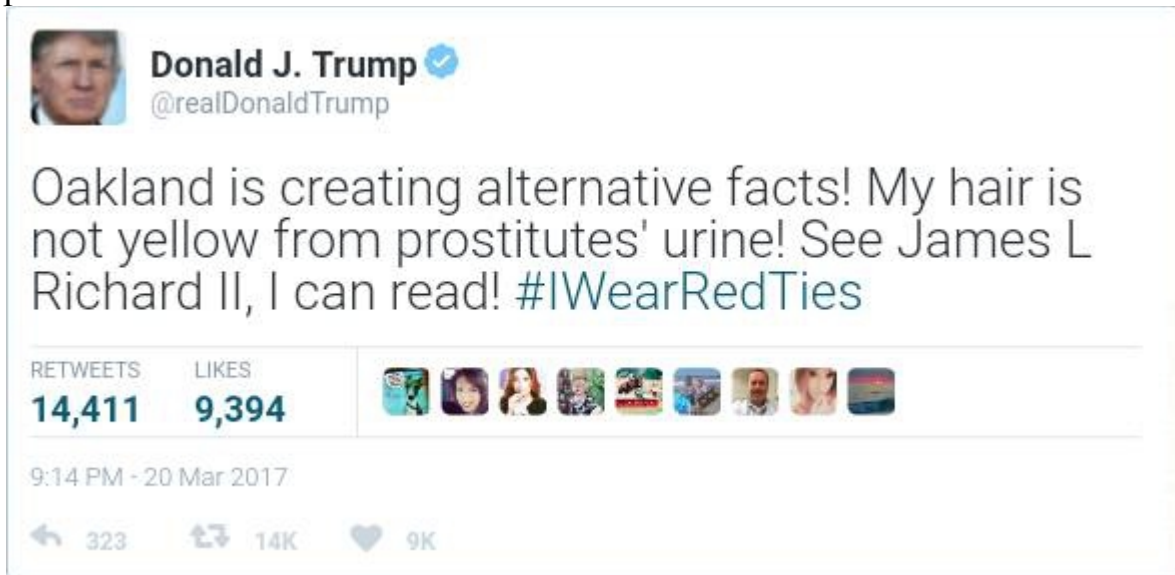 Donald J. Trump
@realDonaldTrump
Oakland is creating alternative facts! My hair is
not yellow from prostitutes' urine! See James L
Richard II, I can read! #IWearRedTies
RETWEETS LIKES
14,411 9,394
9:14 PM - 20 Mar 2017
323 14K 9K